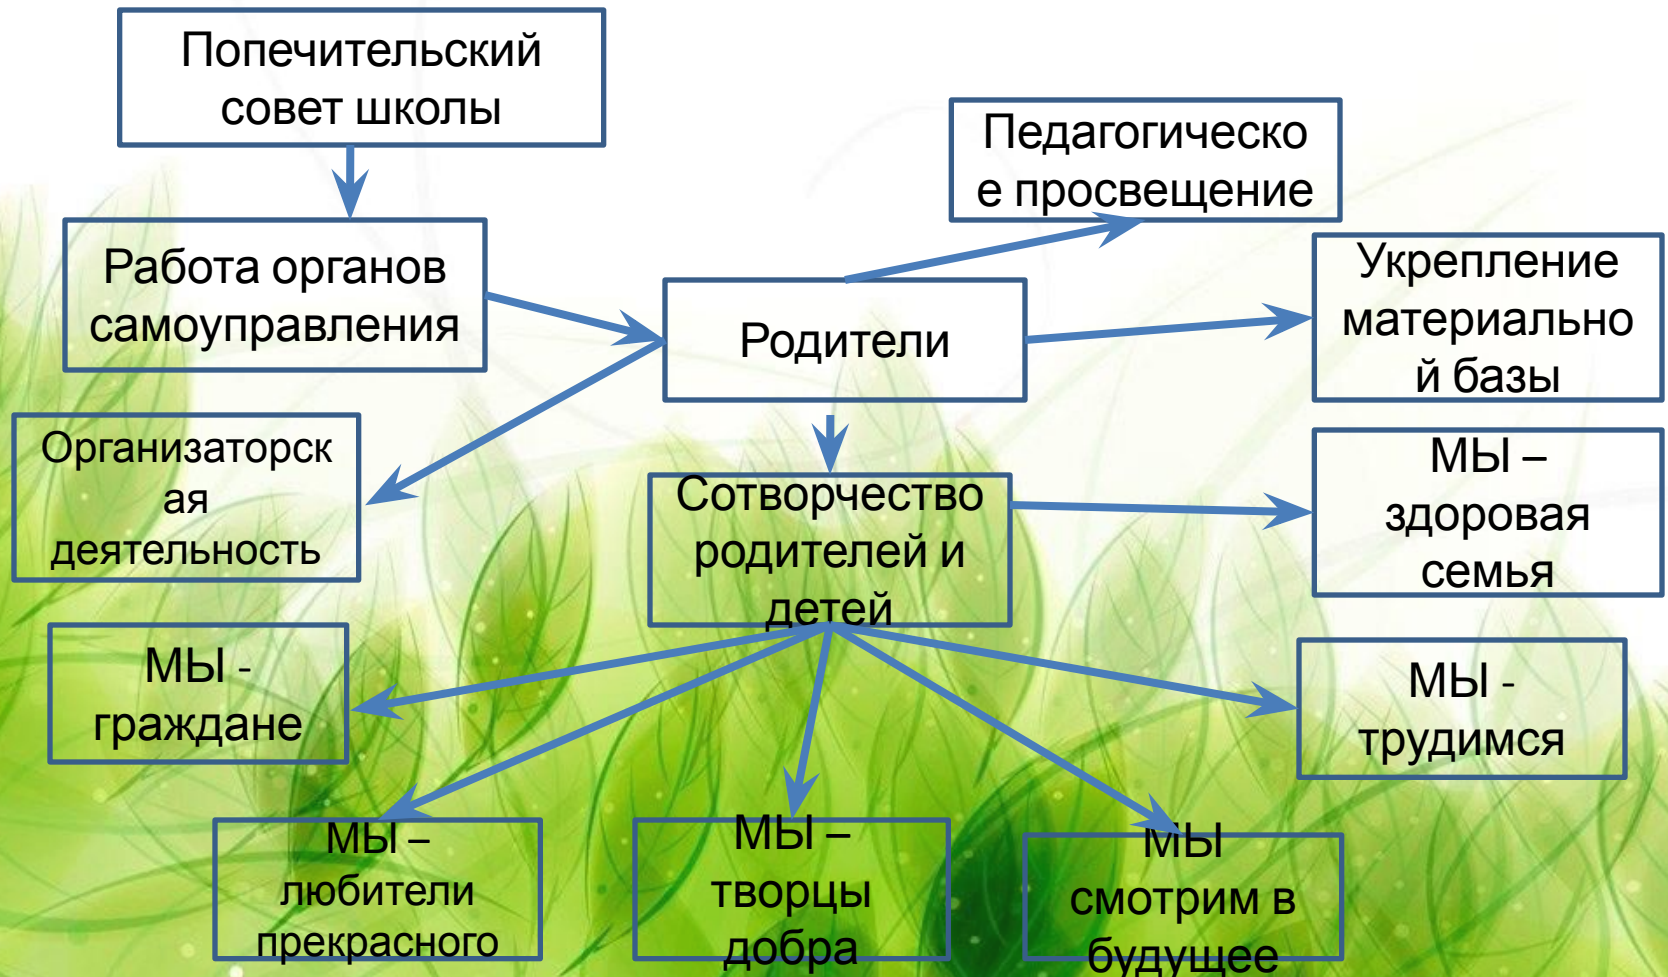 Попечительский
совет школы
Педагогическо
е просвещение
Работа органов
самоуправления
Родители
Укрепление
материально
й базы
Организаторск
ая
деятельность
Сотворчество
родителей и
детей
МЫ –
здоровая
семья
МЫ -
граждане
МЫ -
трудимся
МЫ –
любители
прекрасного
МЫ –
творцы
добра
МЫ
смотрим в
будущее